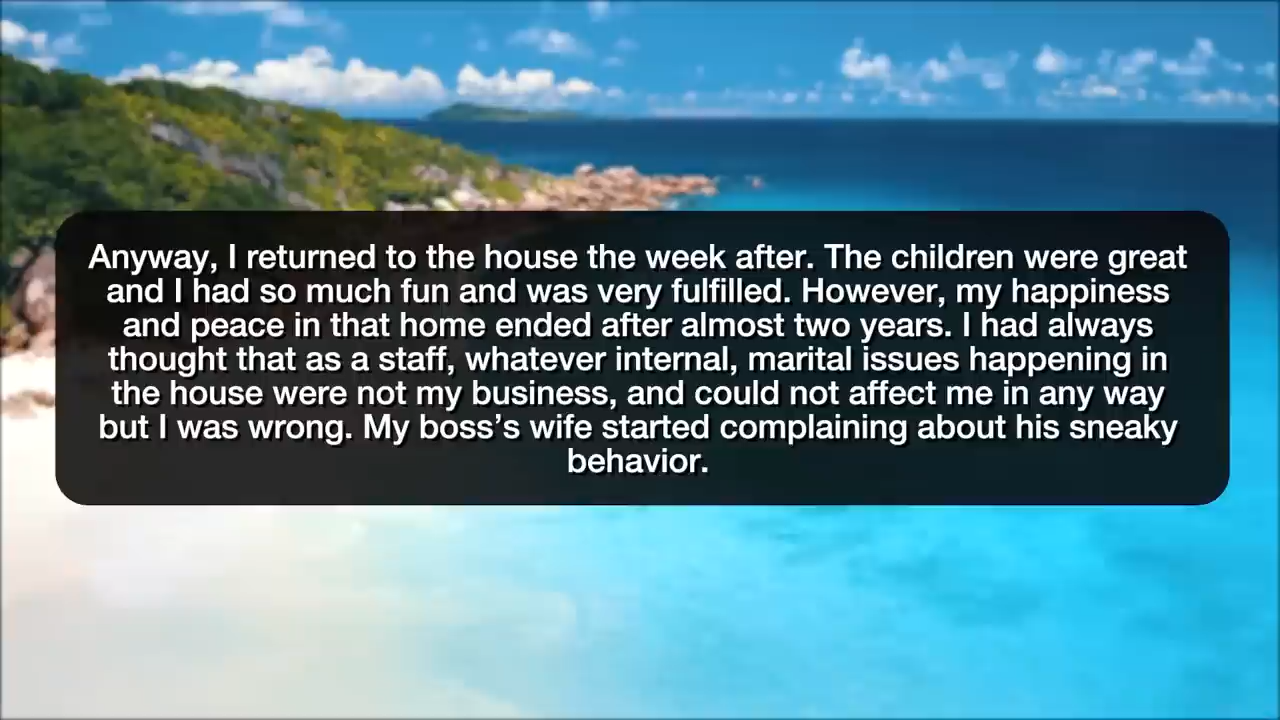 Anyway, I returned to the house the week after. The children were great
and I had so much fun and was very fulfilled. However, my happiness
and peace in that home ended after almost two years. I had always
thought that as a staff, whatever internal, marital issues happening in
the house were not my business, and could not affect me in any way
but I was wrong. My boss’s wife started complaining about his sneaky
behavior.